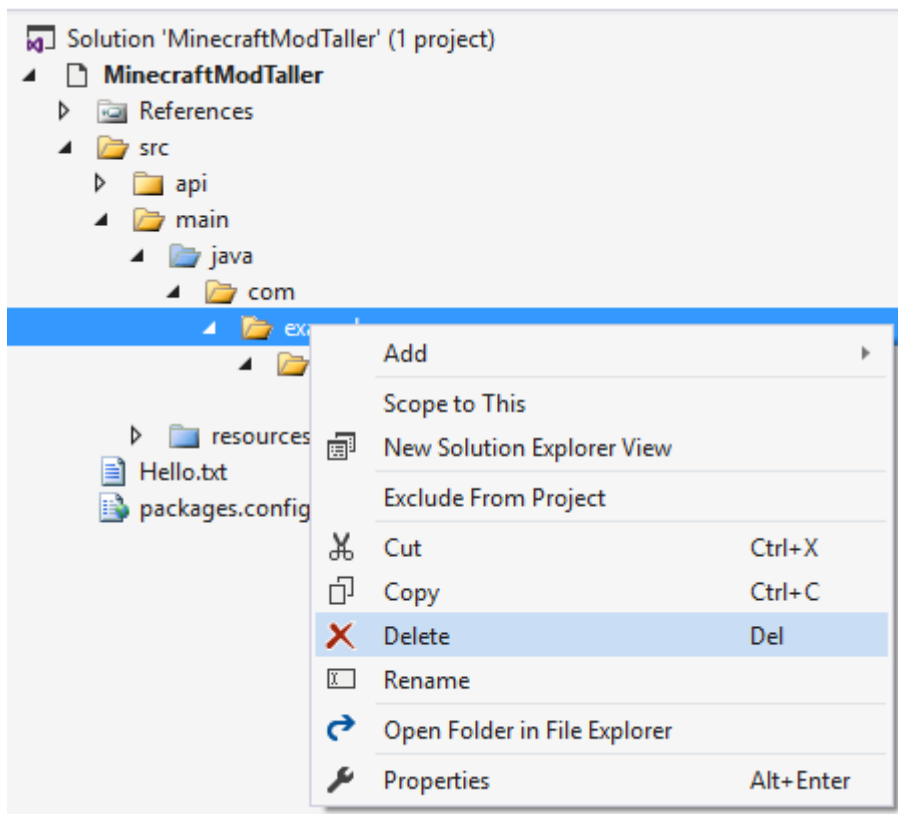 Solution 'MinecraftModTaller' (1 project)
MinecraftModTaller
References
src
api
main
java
com
Add
Scope to This
New Solution Explorer View
Exclude From Project
Cut Ctrl+X
Copy Ctrl+C
Delete Del
Rename
Open Folder in File Explorer
Properties Alt+Enter
resources
Hello.txt
packages.config